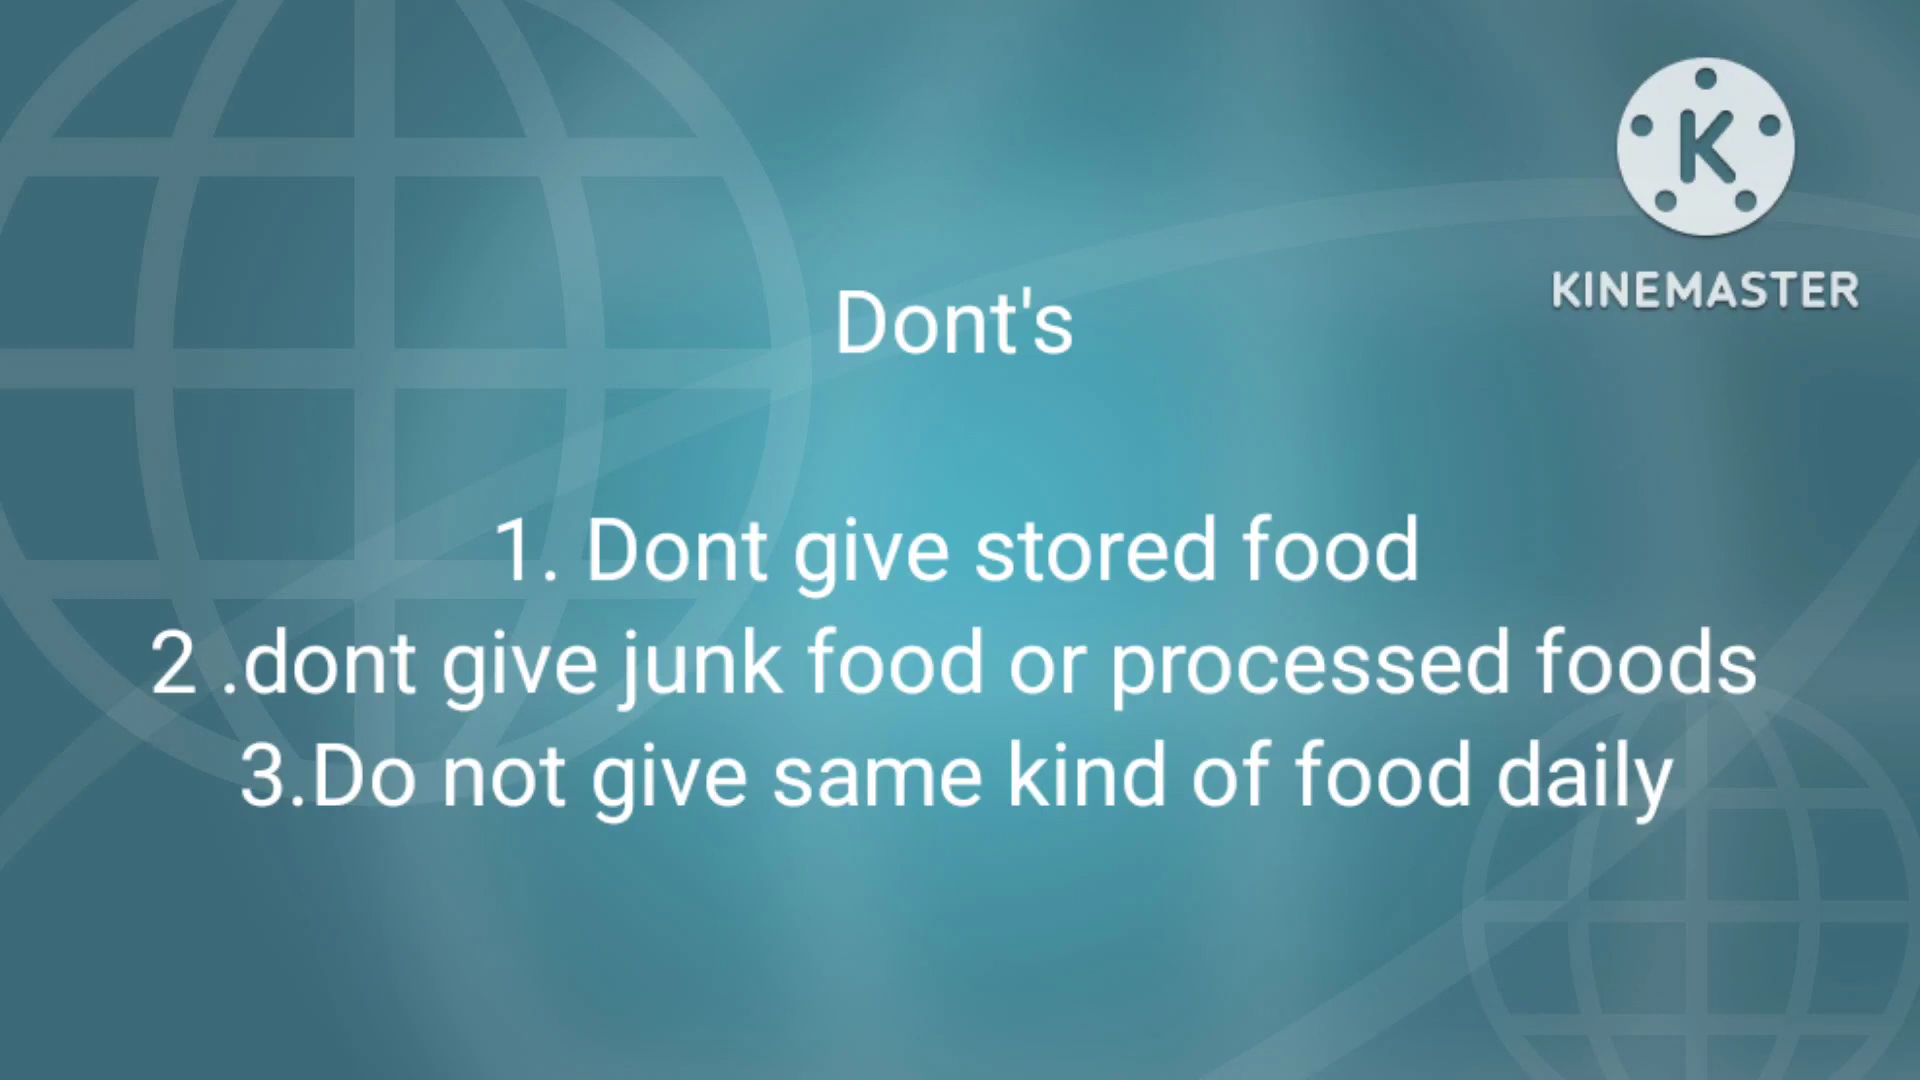 K
KINEMASTER
Dont's
1. Dont give stored food
2 .dont give junk food or processed foods
3.Do not give same kind of food daily